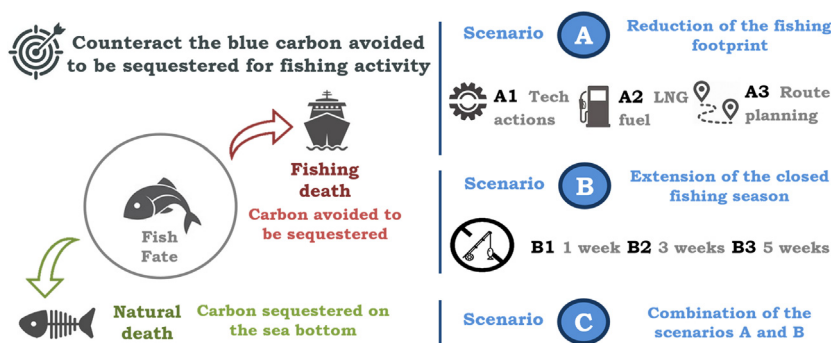 Counteract the blue carbon avoided
to be sequestered for fishing activity
Fishing
death
Carbon avoided to
be sequestered
Fish
Fate
Natural
death
Carbon sequestered on
the sea bottom
Scenario A Reduction of the fishing
footprint
A1 Tech
actions
A2 LNG
fuel
A3 Route
planning
Scenario B Extension of the closed
fishing season
B1 1 week B2 3 weeks B3 5 weeks
Scenario C Combination of the
scenarios A and B